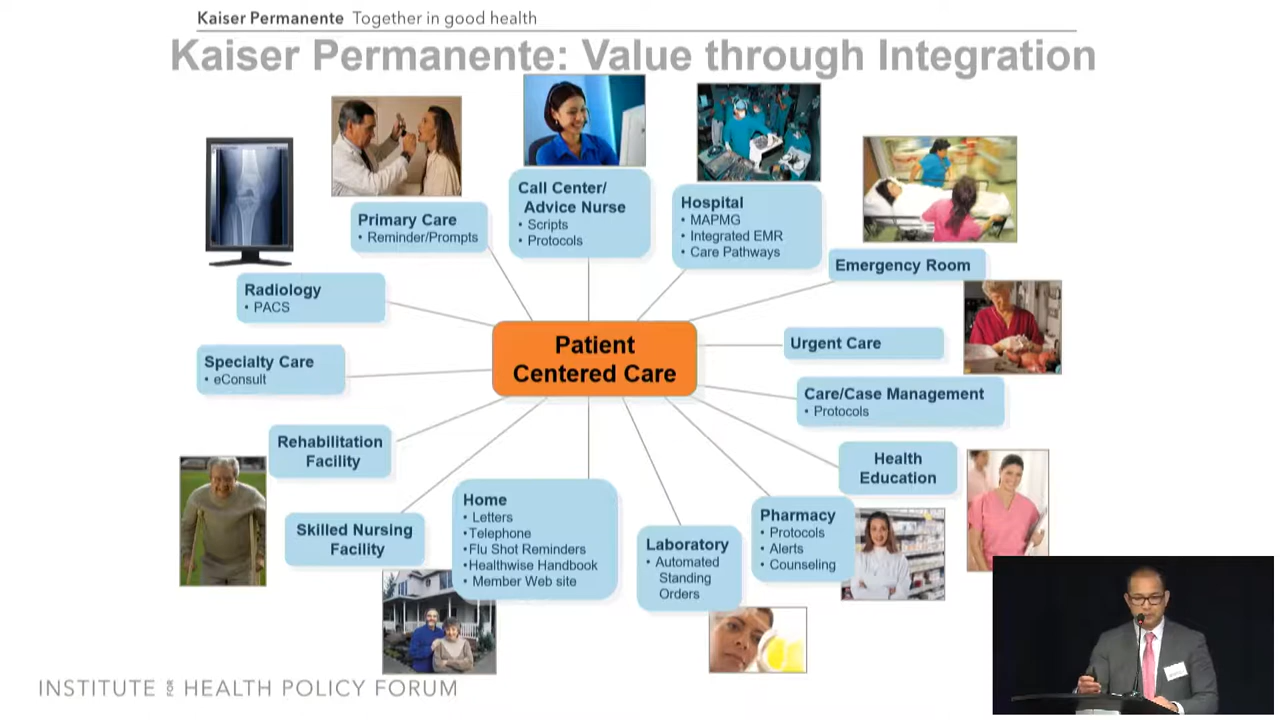 Kaiser Permanente Together in good health
Kaiser Permanente: Value through Integration
Call Center/
Advice Nurse
• Scripts
• Protocols
Primary Care
• Reminder/Prompts
Hospital
• MAPMG
• Integrated EMR
• Care Pathways
Emergency Room
Radiology
• PACS
Patient
Centered Care
Urgent Care
Specialty Care
• eConsult
Care/Case Management
• Protocols
Rehabilitation
Facility
Health
Education
Skilled Nursing
Facility
Home
• Letters
• Telephone
• Flu Shot Reminders
• Healthwise Handbook
• Member Web site
Laboratory
• Automated
Standing
Orders
Pharmacy
• Protocols
• Alerts
• Counseling
INSTITUTE FOR HEALTH POLICY FORUM